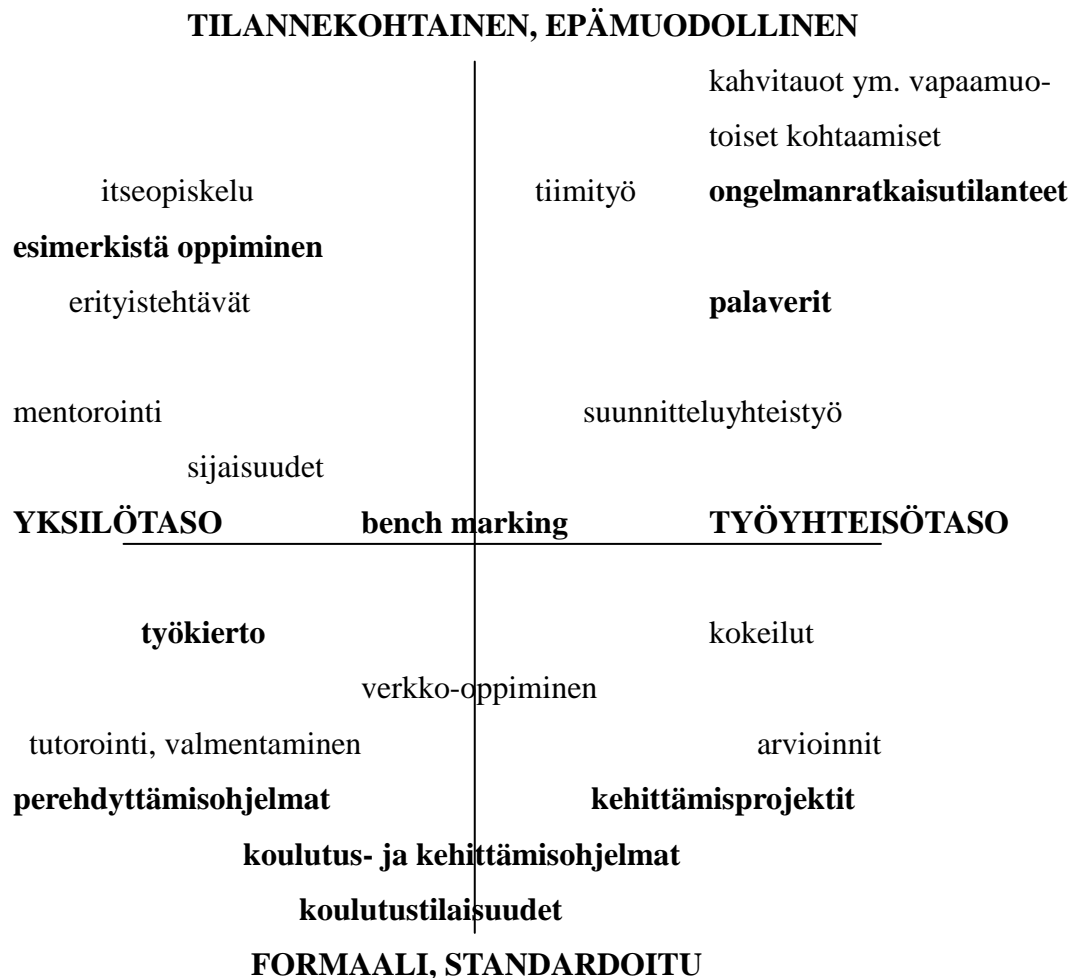 TILANNEKOHTAINEN, EPÄMUODOLLINEN
kahvitauot ym. vapaamuo-
toiset kohtaamiset
itseopiskelu tiimityö ongelmanratkaisutilanteet
esimerkistä oppiminen
erityistehtävät palaverit
mentorointi suunnitteluyhteistyö
sijaisuudet
YKSILÖTASO bench marking TYÖYHTEISÖTASO
työkierto kokeilut
verkko-oppiminen
tutorointi, valmentaminen arvioinnit
perehdyttämisohjelmat kehittämisprojektit
koulutus- ja kehittämisohjelmat
koulutustilaisuudet
FORMAALI, STANDARDOITU